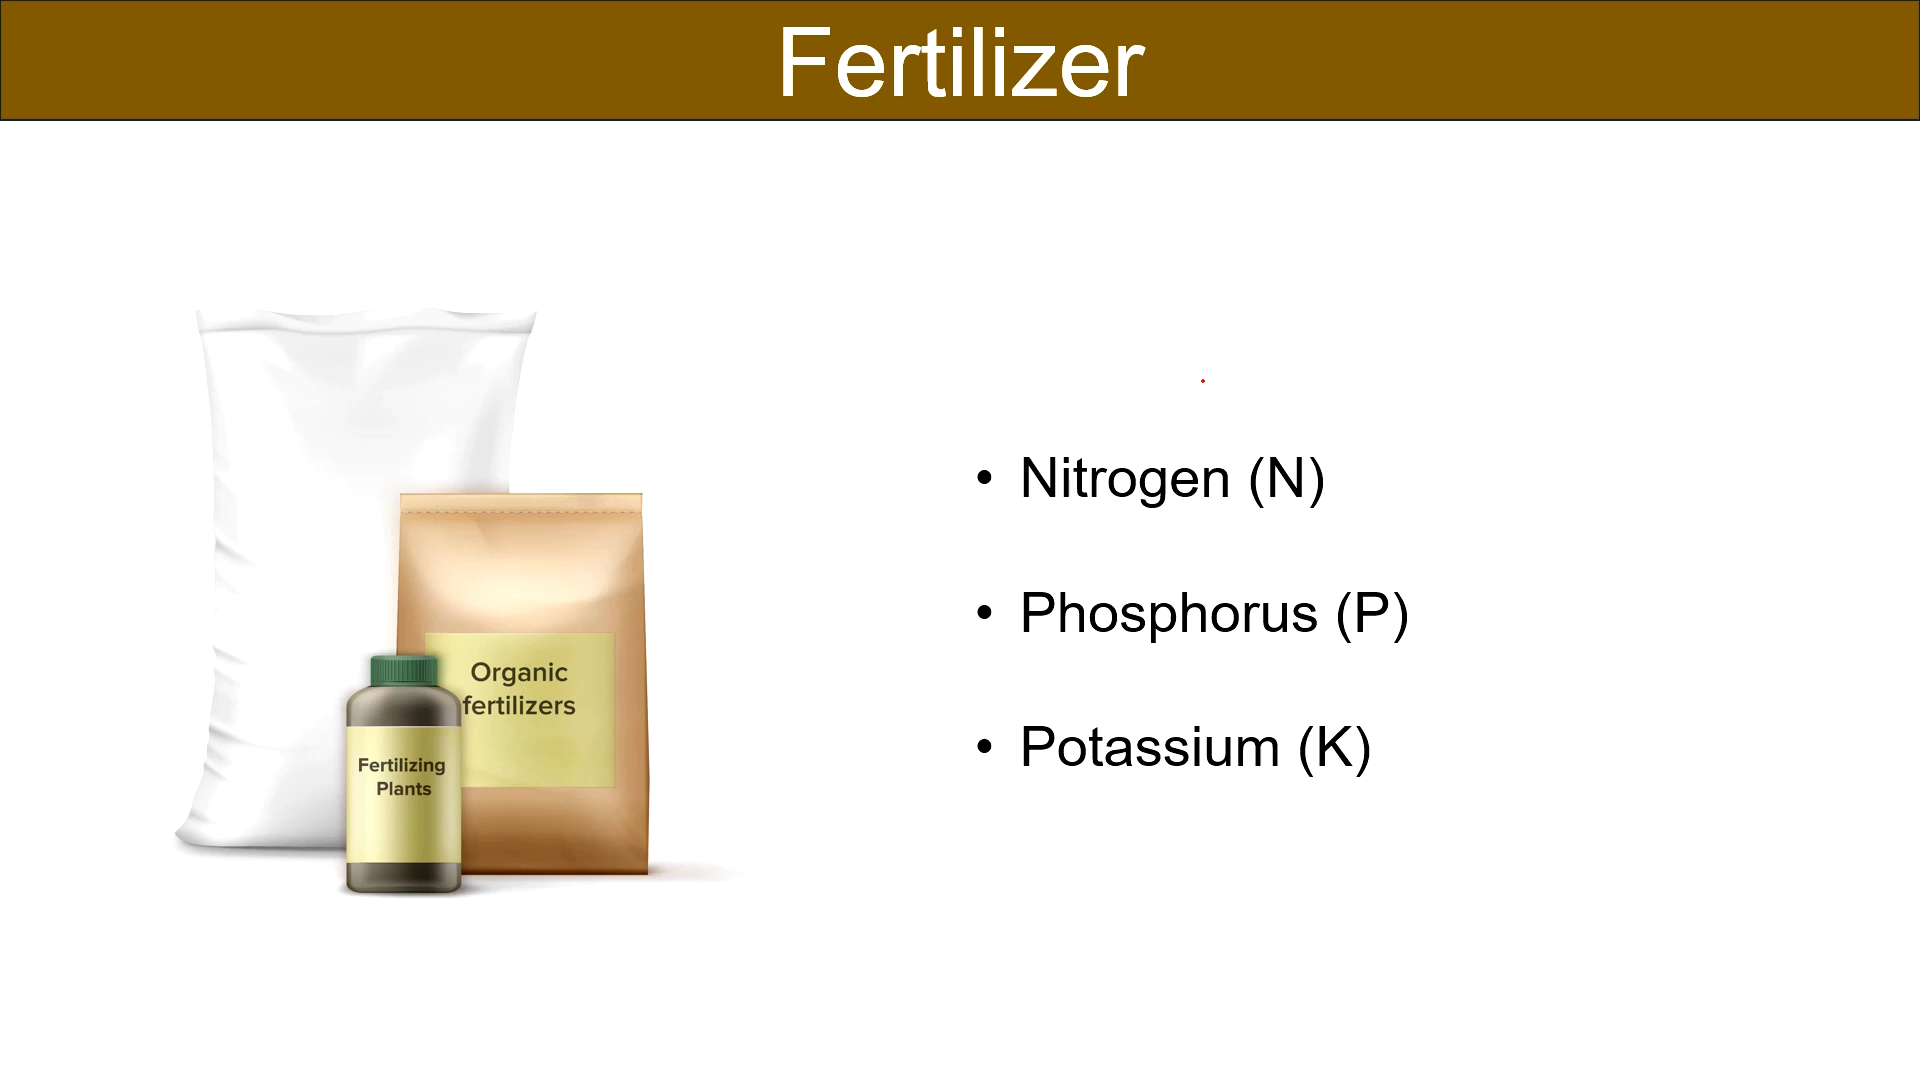 Fertilizer
Organic
fertilizers
Fertilizing
Plants
• Nitrogen (N)
• Phosphorus (P)
• Potassium (K)